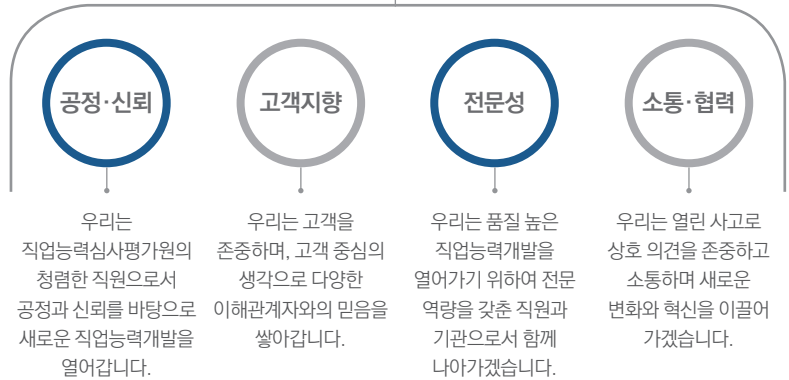 공정·신뢰
우리는
직업능력심사평가원의
청렴한 직원으로서
공정과 신뢰를 바탕으로
새로운 직업능력개발을
열어갑니다.
고객지향
우리는 고객을
존중하며, 고객 중심의
생각으로 다양한
이해관계자와의 믿음을
쌓아갑니다.
전문성
우리는 품질 높은
직업능력개발을
열어가기 위하여 전문
역량을 갖춘 직원과
기관으로서 함께
나아가겠습니다.
소통·협력
우리는 열린 사고로
상호 의견을 존중하고
소통하며 새로운
변화와 혁신을 이끌어
가겠습니다.